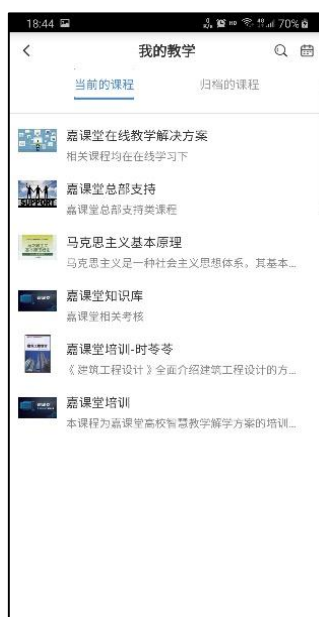 18:44 70%
我的教学
当前的课程 归档的课程
嘉课堂在线教学解决方案
相关课程均在在线学习下
SUPPORT
嘉课堂总部支持
嘉课堂总部支持类课程
马克思主义基本原理
马克思主义是一种社会主义思想体系。其基本...
嘉课堂知识库
嘉课堂相关考核
嘉课堂培训-时苓苓
《建筑工程设计》全面介绍建筑工程设计的方...
嘉课堂培训
本课程为嘉课堂高校智慧教学解学方案的培训...